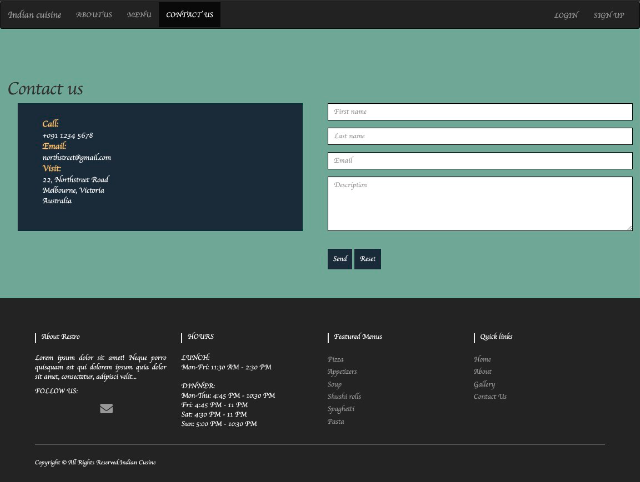 Indian cuisine ABOUT US MENU CONTACT US LOGIN SIGN UP
Contact us
Call:
+091 1234 5678
Email:
northstreet@gmail.com
Visit:
22, Northstreet Road
Melbourne, Victoria
Australia
First name
Last name
Email
Description
Send Reset
About Restro
Lorem ipsum dolor sit amet! Neque porro
quisquam est qui dolorem ipsum quia dolor
sit amet, consectetur, adipisci velit...
FOLLOW US:
HOURS
LUNCH:
Mon-Fri: 11:30 AM - 2:30 PM
DINNER:
Mon-Thu: 4:45 PM - 10:30 PM
Fri: 4:45 PM - 11 PM
Sat: 4:30 PM - 11 PM
Sun: 5:00 PM - 10:30 PM
Featured Menus
Pizza
Appetizers
Soup
Shushi rolls
Spaghetti
Pasta
Quick links
Home
About
Gallery
Contact Us
Copyright © All Rights Reserved Indian Cusine